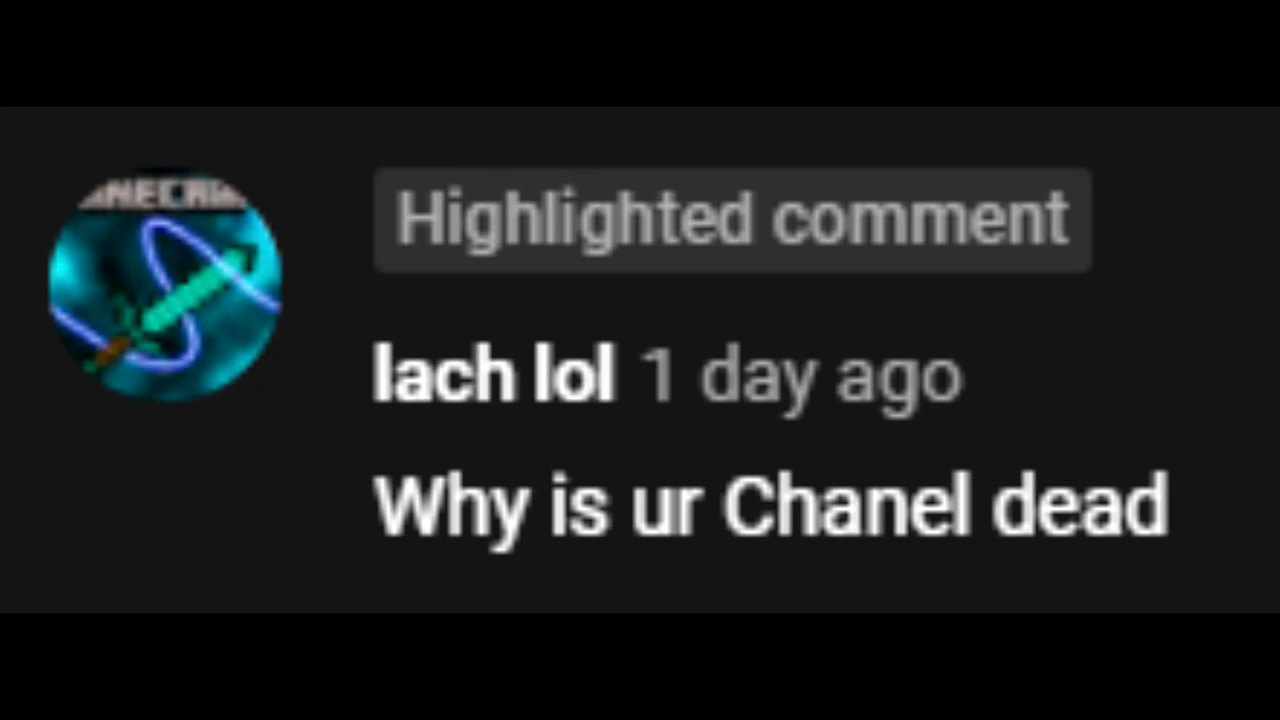 Highlighted comment
lach lol 1 day ago
Why is ur Chanel dead